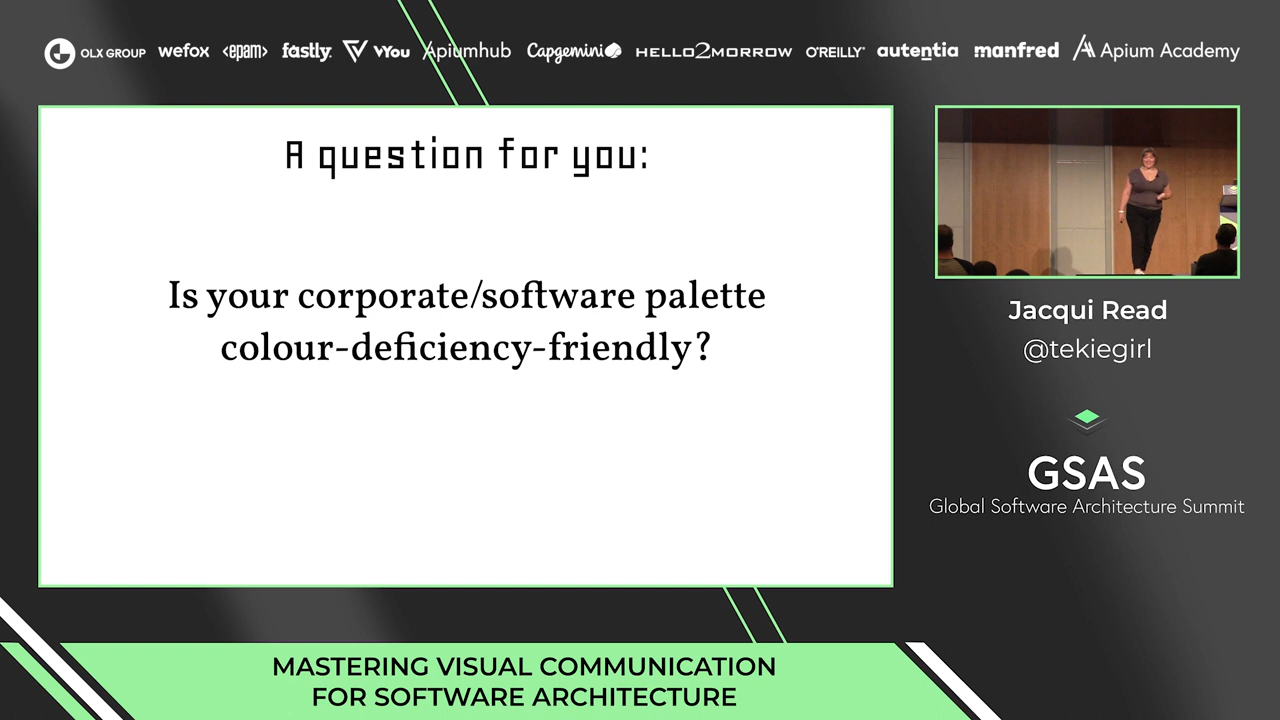 OLX GROUP wefox <epam> fastly. VYou Apiumhub Capgemini HELLO2MORROW O'REILLY® autentia manfred Apium Academy
A question for you:
Is your corporate/software palette
colour-deficiency-friendly?
Jacqui Read
@tekiegirl
GSAS
Global Software Architecture Summit
MASTERING VISUAL COMMUNICATION
FOR SOFTWARE ARCHITECTURE